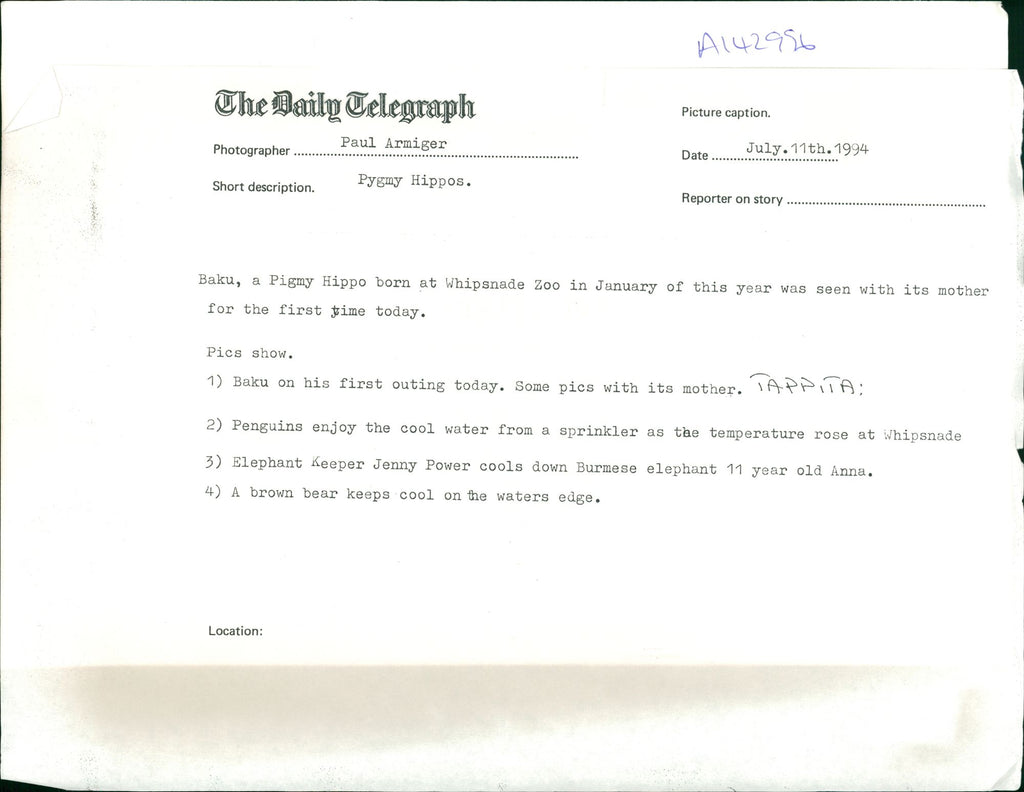 A142996
The Daily Telegraph
Picture caption.
Photographer ........ Paul Armiger
Date ........ July.11th.1994
Short description. Pygmy Hippos.
Reporter on story ........
Baku, a Pigmy Hippo born at Whipsnade Zoo in January of this year was seen with its mother
for the first time today.
Pics show.
1) Baku on his first outing today. Some pics with its mother. TAPPITA:
2) Penguins enjoy the cool water from a sprinkler as the temperature rose at Whipsnade
3) Elephant Keeper Jenny Power cools down Burmese elephant 11 year old Anna.
4) A brown bear keeps cool on the waters edge.
Location: